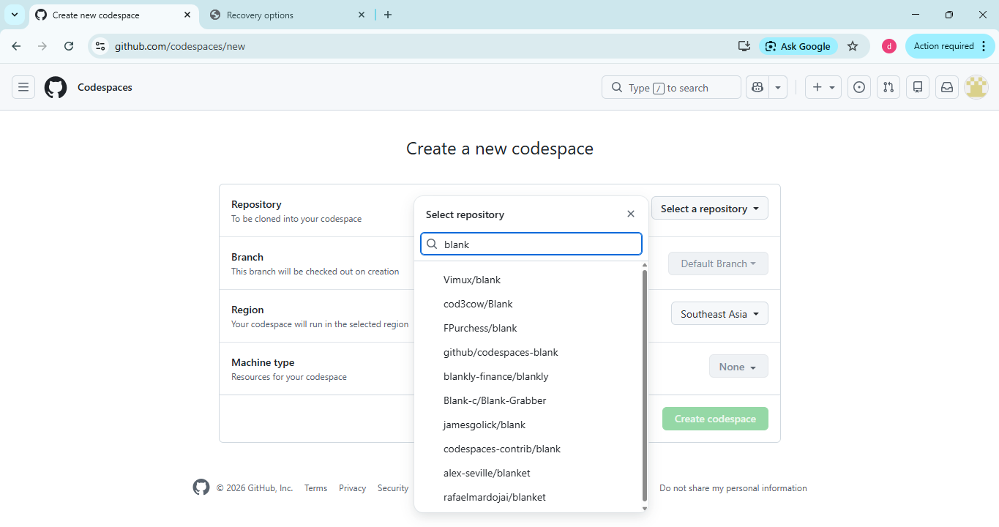 Create new codespace
Recovery options
github.com/codespaces/new
Ask Google
d
Action required
Codespaces
Type / to search
Create a new codespace
Repository
To be cloned into your codespace
Select a repository
Select repository
blank
Branch
This branch will be checked out on creation
Default Branch
Vimux/blank
cod3cow/Blank
Region
Your codespace will run in the selected region
Southeast Asia
FPurchess/blank
github/codespaces-blank
Machine type
Resources for your codespace
None
blankly-finance/blankly
Blank-c/Blank-Grabber
jamesgolick/blank
Create codespace
codespaces-contrib/blank
alex-seville/blanket
rafaelmardojai/blanket
© 2026 GitHub, Inc. Terms Privacy Security Do not share my personal information